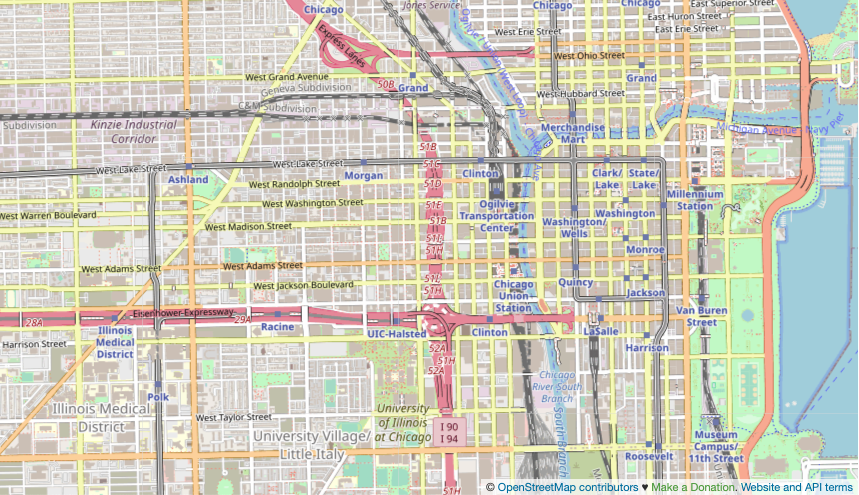 Chicago
Jones Service
Chicago
Chicago
East Superior Street
East Huron Street
East Erie Street
West Erie Street
Express Lanes
West Ohio Street
West Grand Avenue
50B
Grand
Grand
Geneva Subdivision
C&M Subdivision
West Hubbard Street
Subdivision
Kinzie Industrial
Corridor
Merchandise
Mart
Michigan Avenue - Navy Pier
51B
51C
West Lake Street
West Lake Street
Ashland
Morgan
Clinton
Clark/
Lake
State/
Lake
51D
West Randolph Street
Millennium
Station
West Washington Street
51E
Ogilvie
Transportation
Center
West Warren Boulevard
51B
Washington
Washington/
Wells
West Madison Street
51I
51H
Monroe
West Adams Street
West Adams Street
51I
West Jackson Boulevard
51H
Chicago
Union
Station
Quincy
Jackson
Eisenhower Expressway
28A
29A
Van Buren
Street
Illinois
Medical
District
Racine
UIC-Halsted
Clinton
LaSalle
Harrison Street
Harrison
52A
51H
52A
Chicago
River South
Branch
Polk
Illinois Medical
District
West Taylor Street
University
of Illinois
at Chicago
I 90
I 94
South Branch
University Village/
Little Italy
Museum
Campus/
11th Street
Roosevelt
51H
© OpenStreetMap contributors ♥ Make a Donation. Website and API terms